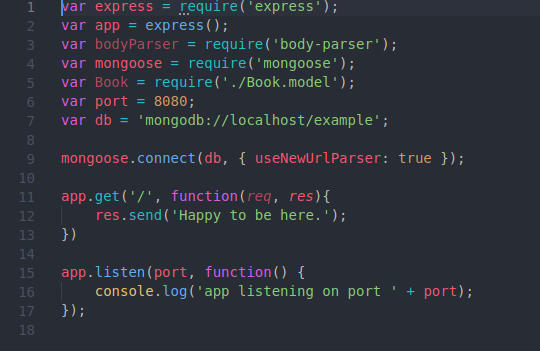 1 var express = require('express');
2 var app = express();
3 var bodyParser = require('body-parser');
4 var mongoose = require('mongoose');
5 var Book = require('./Book.model');
6 var port = 8080;
7 var db = 'mongodb://localhost/example';
8
9 mongoose.connect(db, { useNewUrlParser: true });
10
11 app.get('/', function(req, res){
12     res.send('Happy to be here.');
13 })
14
15 app.listen(port, function() {
16     console.log('app listening on port ' + port);
17 });
18